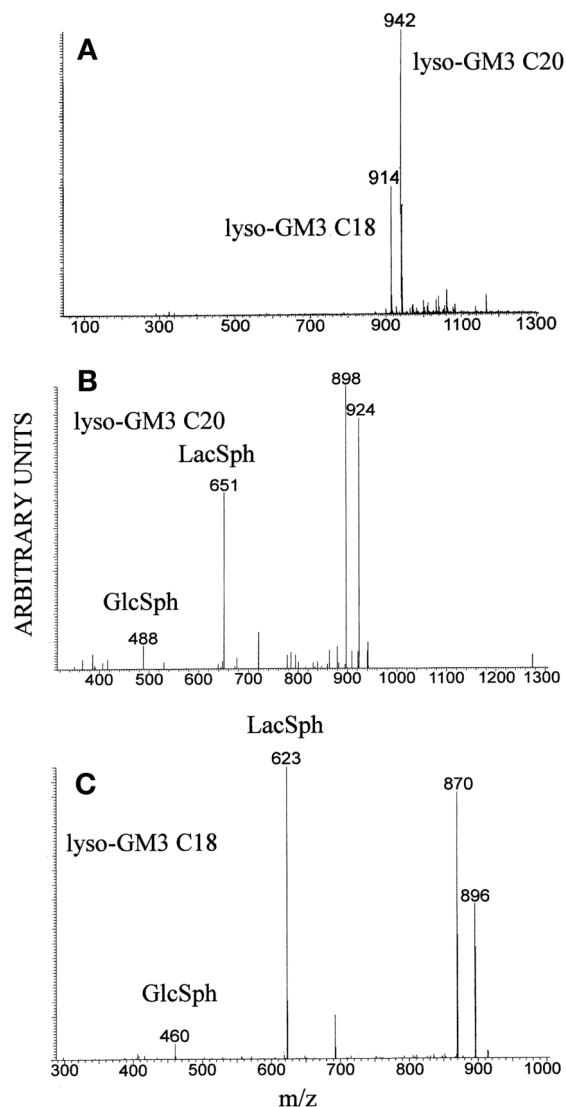 A
942
lyso-GM3 C20
914
lyso-GM3 C18
100 300 500 700 900 1100 1300
B
898
lyso-GM3 C20
924
LacSph
651
GlcSph
488
400 500 600 700 800 900 1000 1100 1200 1300
ARBITRARY UNITS
LacSph
623
C
870
lyso-GM3 C18
896
GlcSph
460
300 400 500 600 700 800 900 1000
m/z